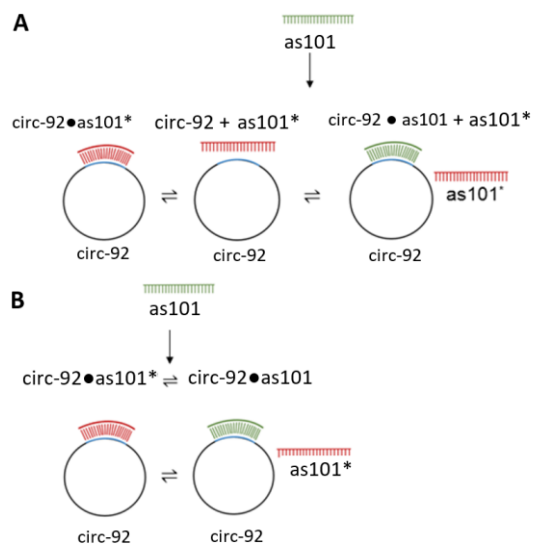 A
as101
circ-92●as101* circ-92 + as101* circ-92 ● as101 + as101*
⇌ ⇌
as101*
circ-92 circ-92 circ-92
B
as101
circ-92●as101* ⇌ circ-92●as101
⇌
as101*
circ-92 circ-92